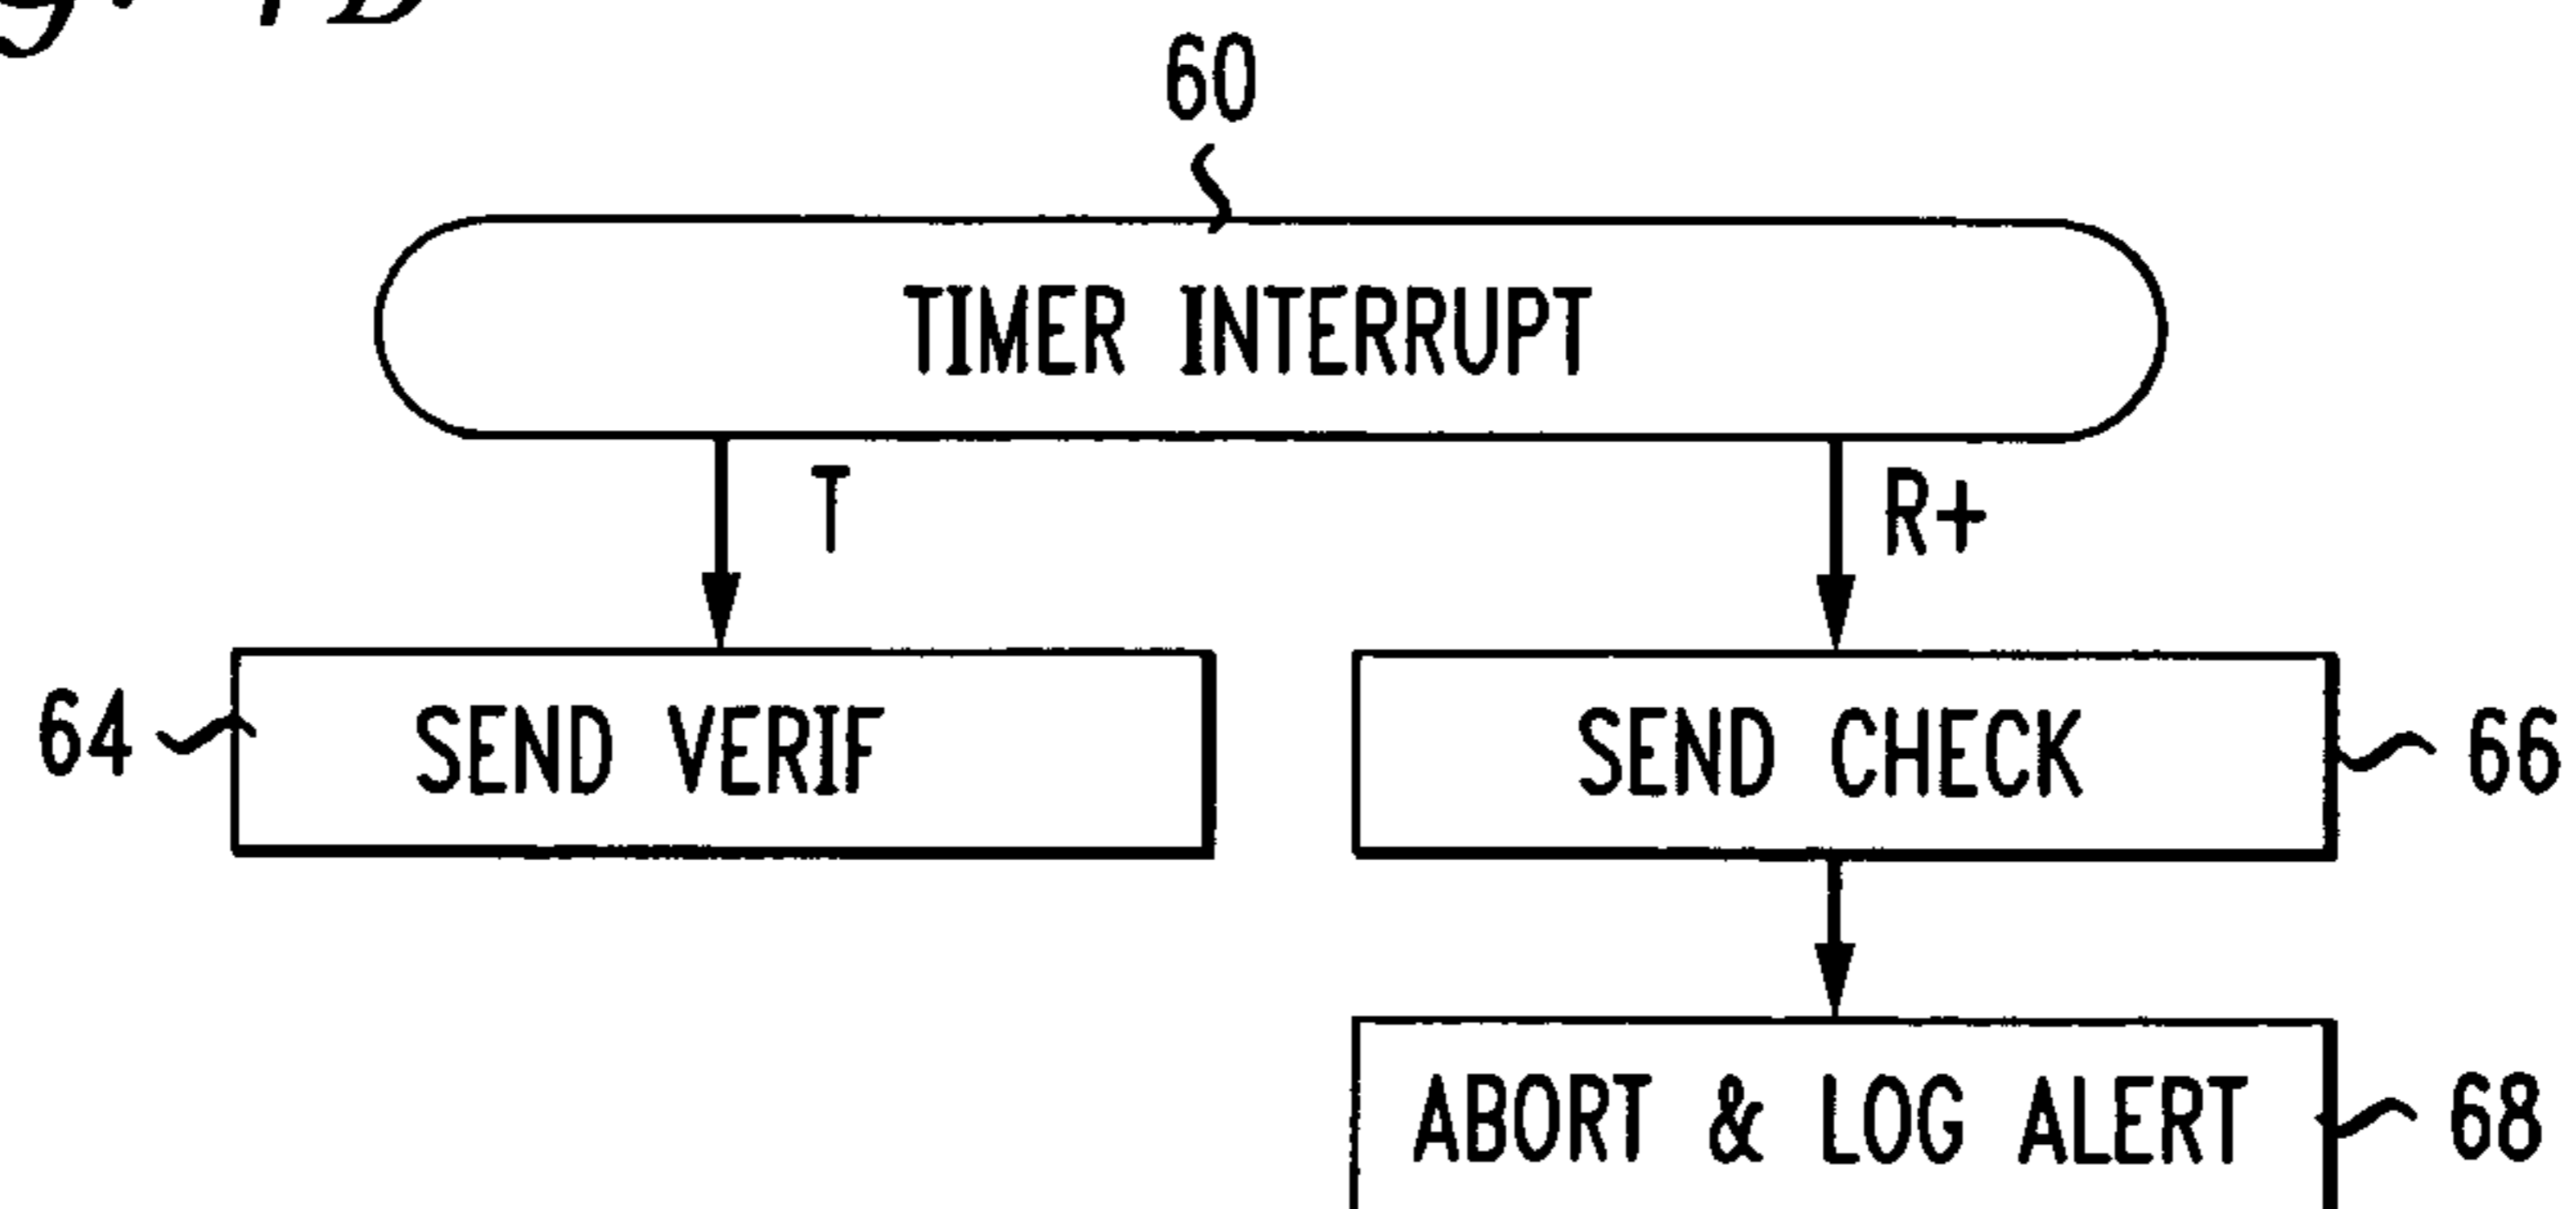 60
TIMER INTERRUPT
T
R+
64
SEND VERIF
SEND CHECK
66
ABORT & LOG ALERT
68